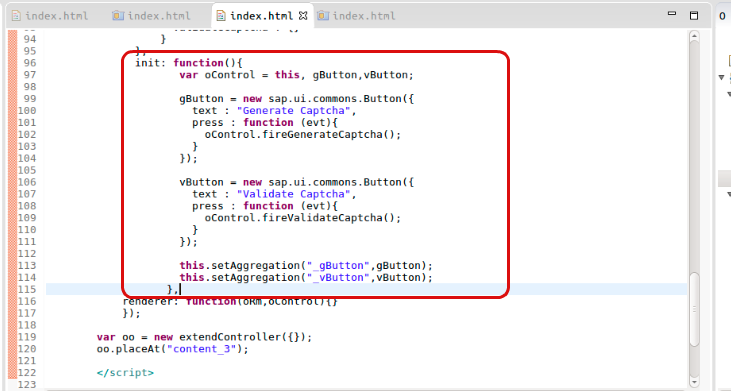 index.html index.html index.html index.html
94 }
95 },
96 init: function(){
97 var oControl = this, gButton,vButton;
98
99 gButton = new sap.ui.commons.Button({
100 text : "Generate Captcha",
101 press : function (evt){
102 oControl.fireGenerateCaptcha();
103 }
104 });
105
106 vButton = new sap.ui.commons.Button({
107 text : "Validate Captcha",
108 press : function (evt){
109 oControl.fireValidateCaptcha();
110 }
111 });
112
113 this.setAggregation("_gButton",gButton);
114 this.setAggregation("_vButton",vButton);
115 },
116 renderer: function(oRm,oControl){}
117 });
118
119 var oo = new extendController({});
120 oo.placeAt("content_3");
121
122 </script>
123